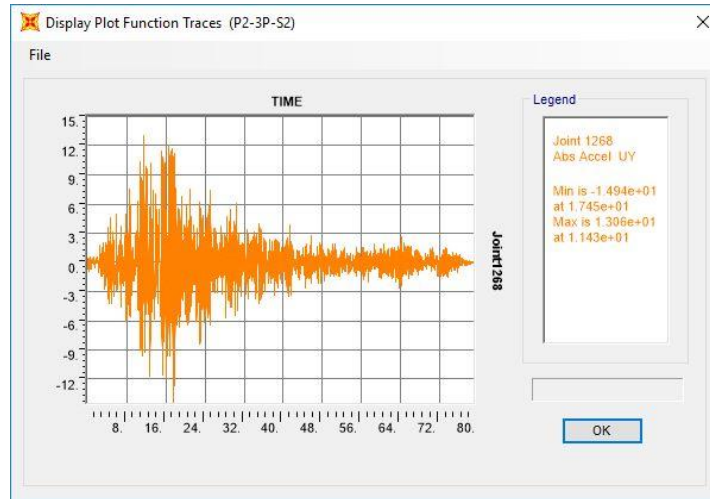 Display Plot Function Traces (P2-3P-S2)
File
TIME
15.
12.
9.
6.
3.
0.
-3.
-6.
-9.
-12.
8. 16. 24. 32. 40. 48. 56. 64. 72. 80.
Joint1268
Legend
Joint 1268
Abs Accel UY
Min is -1.494e+01
at 1.745e+01
Max is 1.306e+01
at 1.143e+01
OK